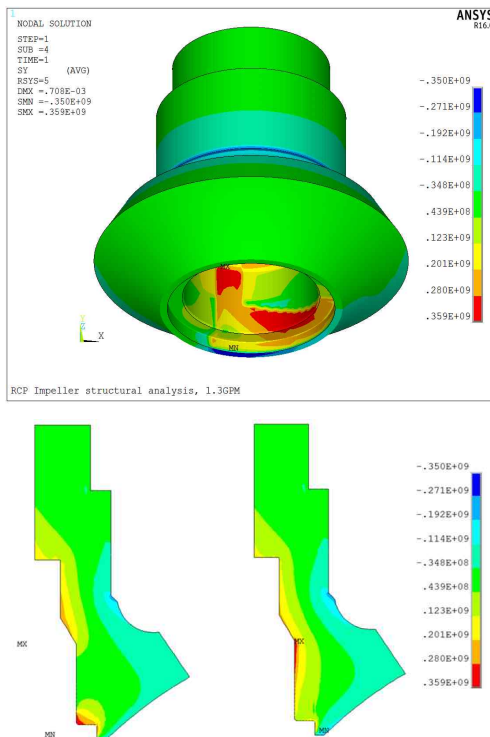 1
NODAL SOLUTION
ANSYS
R16.
STEP=1
SUB =4
TIME=1
SY (AVG)
RSYS=5
DMX =.708E-03
SMN =-.350E+09
SMX =.359E+09
-.350E+09
-.271E+09
-.192E+09
-.114E+09
-.348E+08
.439E+08
.123E+09
.201E+09
.280E+09
.359E+09
MX
MN
Y
Z
X
RCP Impeller structural analysis, 1.3GPM
-.350E+09
-.271E+09
-.192E+09
-.114E+09
-.348E+08
.439E+08
.123E+09
.201E+09
.280E+09
.359E+09
MX
MX
MN
MN